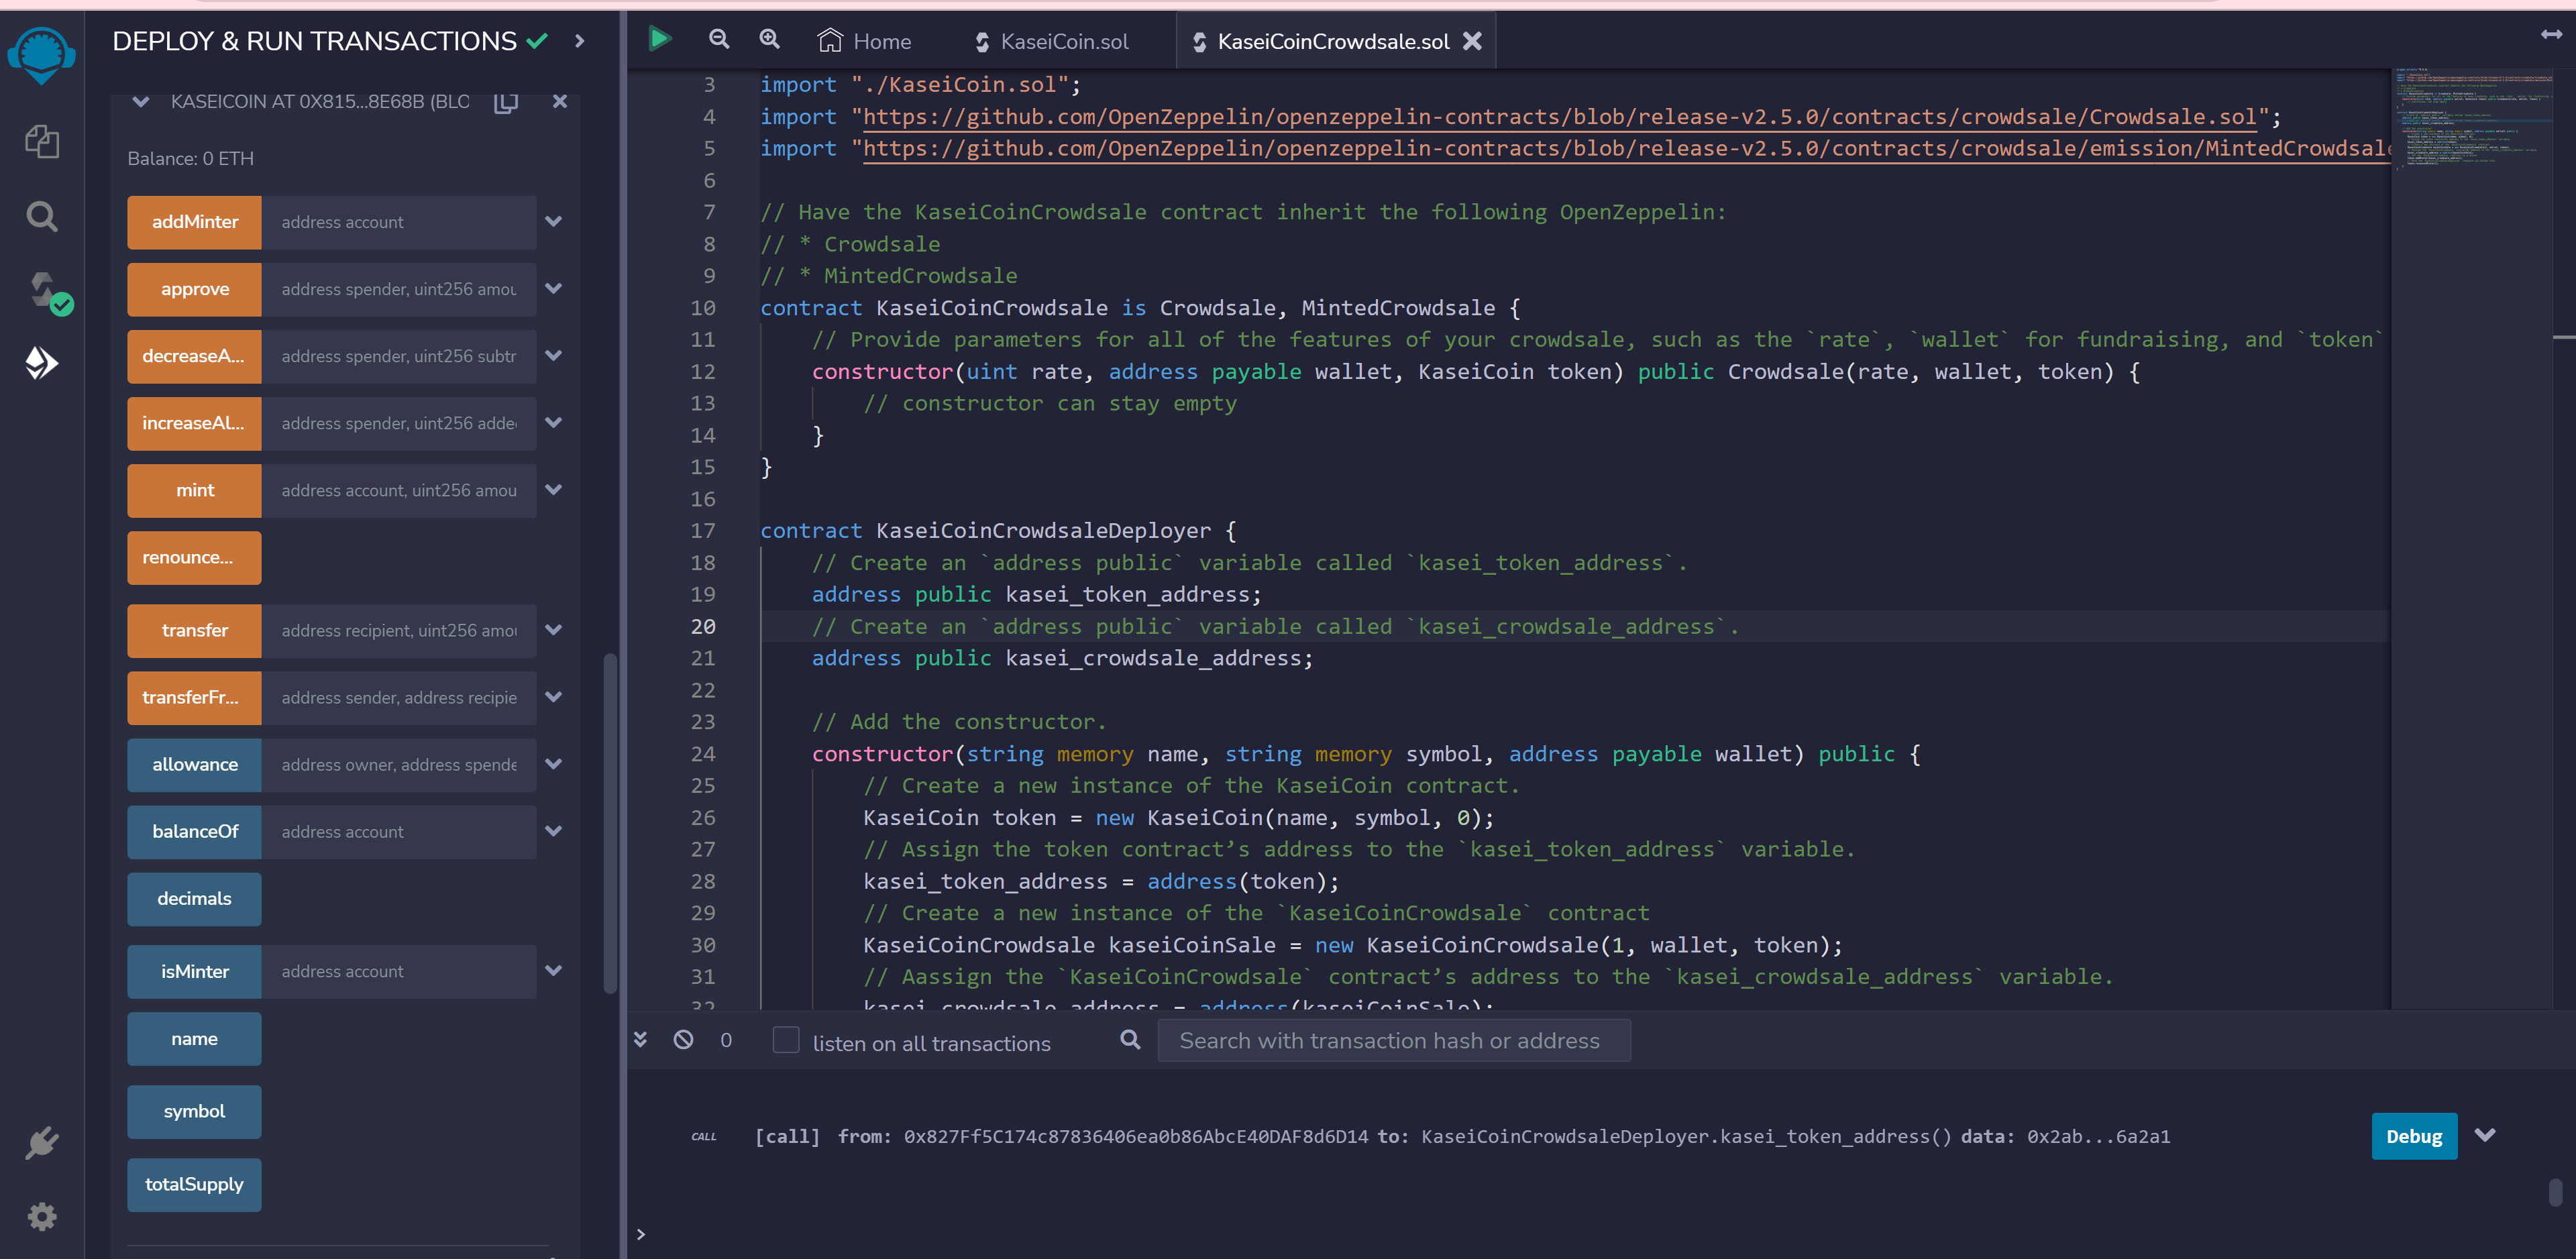 DEPLOY & RUN TRANSACTIONS
KASEICOIN AT 0X815...8E68B (BLO
Balance: 0 ETH
addMinter address account
approve address spender, uint256 amou
decreaseA... address spender, uint256 subtr
increaseAl... address spender, uint256 adde
mint address account, uint256 amou
renounce...
transfer address recipient, uint256 amou
transferFr... address sender, address recipie
allowance address owner, address spende
balanceOf address account
decimals
isMinter address account
name
symbol
totalSupply
Home KaseiCoin.sol KaseiCoinCrowdsale.sol
3 import "./KaseiCoin.sol";
4 import "https://github.com/OpenZeppelin/openzeppelin-contracts/blob/release-v2.5.0/contracts/crowdsale/Crowdsale.sol";
5 import "https://github.com/OpenZeppelin/openzeppelin-contracts/blob/release-v2.5.0/contracts/crowdsale/emission/MintedCrowdsale
6
7 // Have the KaseiCoinCrowdsale contract inherit the following OpenZeppelin:
8 // * Crowdsale
9 // * MintedCrowdsale
10 contract KaseiCoinCrowdsale is Crowdsale, MintedCrowdsale {
11 // Provide parameters for all of the features of your crowdsale, such as the `rate`, `wallet` for fundraising, and `token`
12 constructor(uint rate, address payable wallet, KaseiCoin token) public Crowdsale(rate, wallet, token) {
13 // constructor can stay empty
14 }
15 }
16
17 contract KaseiCoinCrowdsaleDeployer {
18 // Create an `address public` variable called `kasei_token_address`.
19 address public kasei_token_address;
20 // Create an `address public` variable called `kasei_crowdsale_address`.
21 address public kasei_crowdsale_address;
22
23 // Add the constructor.
24 constructor(string memory name, string memory symbol, address payable wallet) public {
25 // Create a new instance of the KaseiCoin contract.
26 KaseiCoin token = new KaseiCoin(name, symbol, 0);
27 // Assign the token contract’s address to the `kasei_token_address` variable.
28 kasei_token_address = address(token);
29 // Create a new instance of the `KaseiCoinCrowdsale` contract
30 KaseiCoinCrowdsale kaseiCoinSale = new KaseiCoinCrowdsale(1, wallet, token);
31 // Aassign the `KaseiCoinCrowdsale` contract’s address to the `kasei_crowdsale_address` variable.
32 kasei_crowdsale_address = address(kaseiCoinSale);
0 listen on all transactions Search with transaction hash or address
CALL [call] from: 0x827Ff5C174c87836406ea0b86AbcE40DAF8d6D14 to: KaseiCoinCrowdsaleDeployer.kasei_token_address() data: 0x2ab...6a2a1 Debug
>